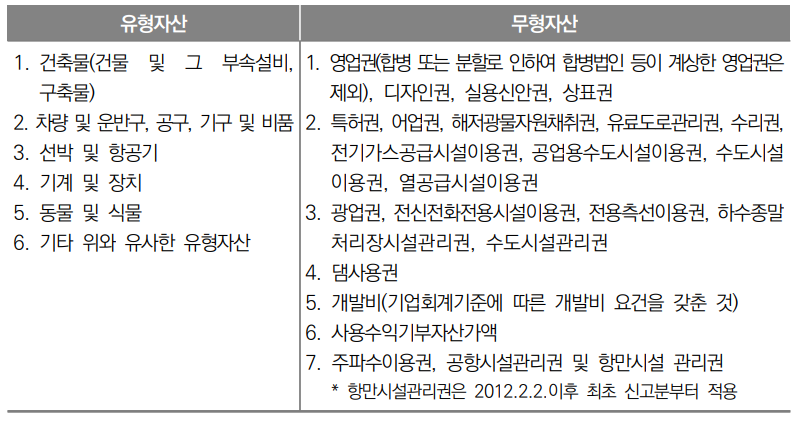 유형자산
무형자산
1. 건축물(건물 및 그 부속설비,
구축물)
2. 차량 및 운반구, 공구, 기구 및 비품
3. 선박 및 항공기
4. 기계 및 장치
5. 동물 및 식물
6. 기타 위와 유사한 유형자산
1. 영업권(합병 또는 분할로 인하여 합병법인 등이 계상한 영업권은
제외), 디자인권, 실용신안권, 상표권
2. 특허권, 어업권, 해저광물자원채취권, 유료도로관리권, 수리권,
전기가스공급시설이용권, 공업용수도시설이용권, 수도시설
이용권, 열공급시설이용권
3. 광업권, 전신전화전용시설이용권, 전용측선이용권, 하수종말
처리장시설관리권, 수도시설관리권
4. 댐사용권
5. 개발비(기업회계기준에 따른 개발비 요건을 갖춘 것)
6. 사용수익기부자산가액
7. 주파수이용권, 공항시설관리권 및 항만시설 관리권
* 항만시설관리권은 2012.2.2.이후 최초 신고분부터 적용